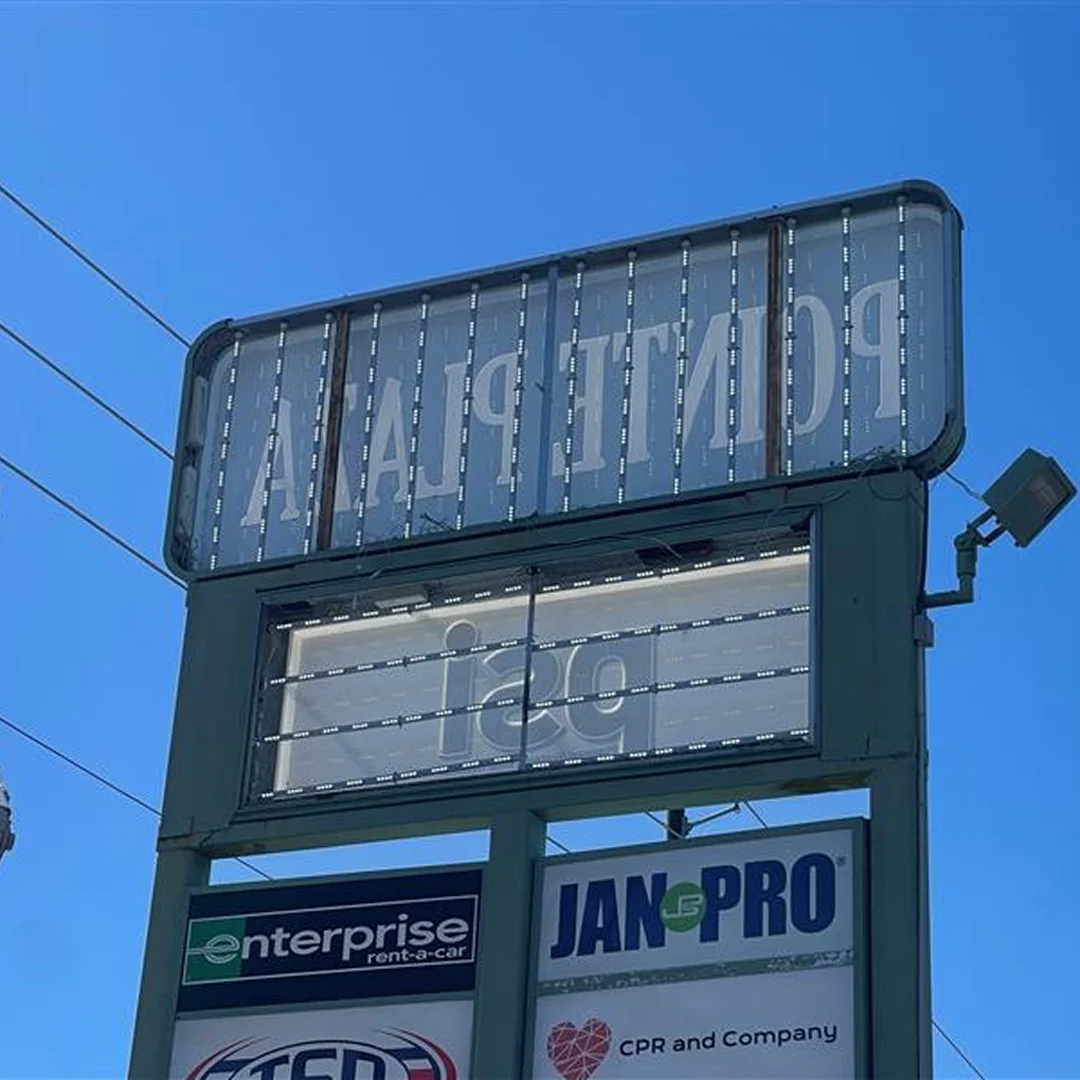 POINTE PLAZA
psi
enterprise
rent-a-car
JAN PRO®
CPR and Company